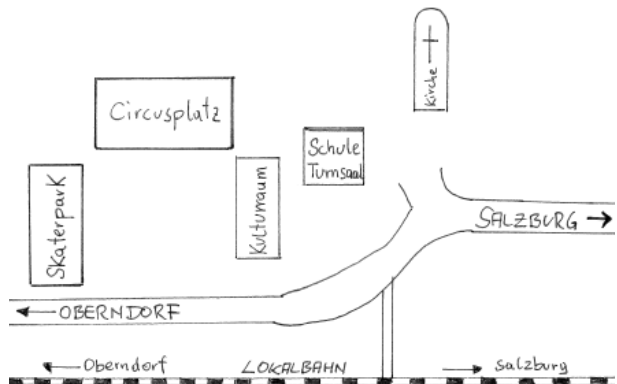 Kirche
Circusplatz
Schule
Turnsaal
Skaterpark
Kulturraum
SALZBURG
OBERNDORF
Oberndorf
LOKALBAHN
Salzburg